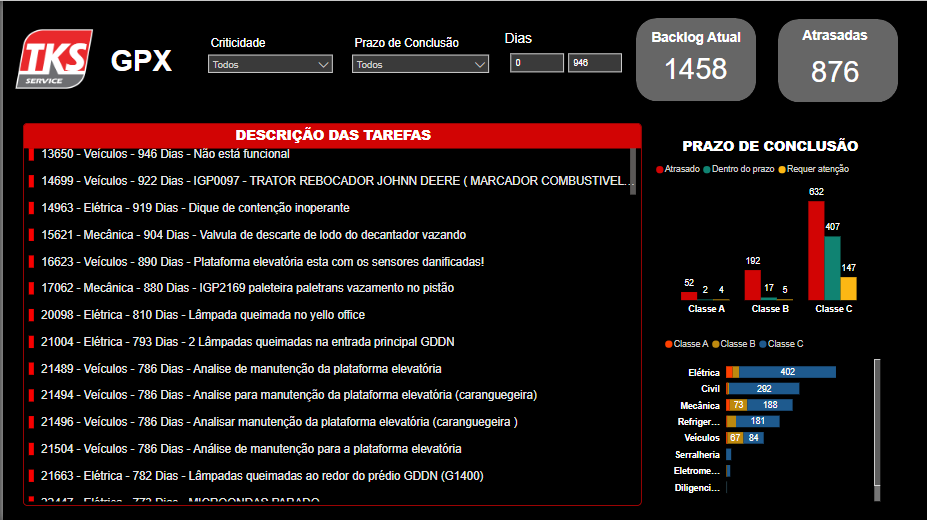 TKS
SERVICE
GPX
Criticidade
Todos
Prazo de Conclusão
Todos
Dias
0
946
Backlog Atual
1458
Atrasadas
876
DESCRIÇÃO DAS TAREFAS
13650 - Veículos - 946 Dias - Não está funcional
14699 - Veículos - 922 Dias - IGP0097 - TRATOR REBOCADOR JOHNN DEERE ( MARCADOR COMBUSTIVEL...
14963 - Elétrica - 919 Dias - Dique de contenção inoperante
15621 - Mecânica - 904 Dias - Valvula de descarte de lodo do decantador vazando
16623 - Veículos - 890 Dias - Plataforma elevatória esta com os sensores danificadas!
17062 - Mecânica - 880 Dias - IGP2169 paleteira paletrans vazamento no pistão
20098 - Elétrica - 810 Dias - Lâmpada queimada no yello office
21004 - Elétrica - 793 Dias - 2 Lâmpadas queimadas na entrada principal GDDN
21489 - Veículos - 786 Dias - Analise de manutenção da plataforma elevatória
21494 - Veículos - 786 Dias - Analise para manutenção da plataforma elevatória (caranguegeira)
21496 - Veículos - 786 Dias - Analisar manutenção da plataforma elevatória (caranguegeira )
21504 - Veículos - 786 Dias - Análise de manutenção para a plataforma elevatória
21663 - Elétrica - 782 Dias - Lâmpadas queimadas ao redor do prédio GDDN (G1400)
22447 - Elétrica - 773 Dias - MICROONDAS PARADO
PRAZO DE CONCLUSÃO
Atrasado Dentro do prazo Requer atenção
52 2 4
192 17 5
632 407 147
Classe A Classe B Classe C
Classe A Classe B Classe C
Elétrica 402
Civil 292
Mecânica 73 188
Refriger... 181
Veículos 67 84
Serralheria
Eletrome...
Diligenci...